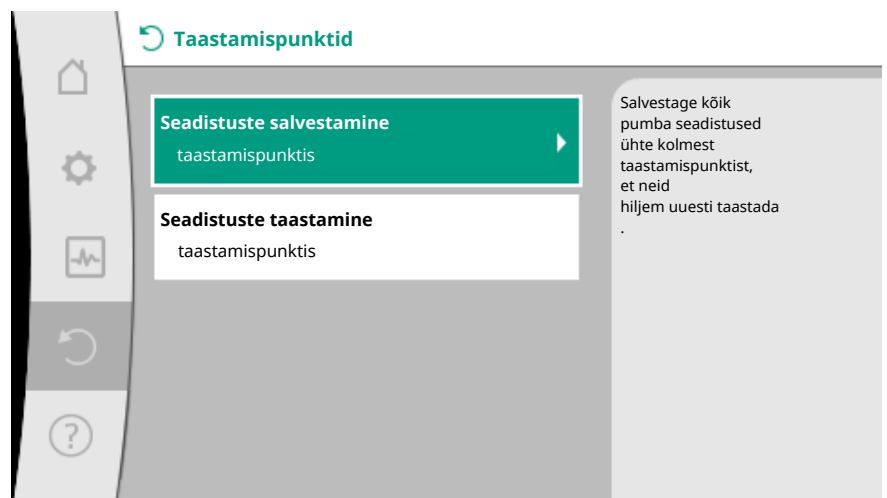 Taastamispunktid
Seadistuste salvestamine
taastamispunktis
Seadistuste taastamine
taastamispunktis
Salvestage kõik
pumba seadistused
ühte kolmest
taastamispunktist,
et neid
hiljem uuesti taastada
.
?